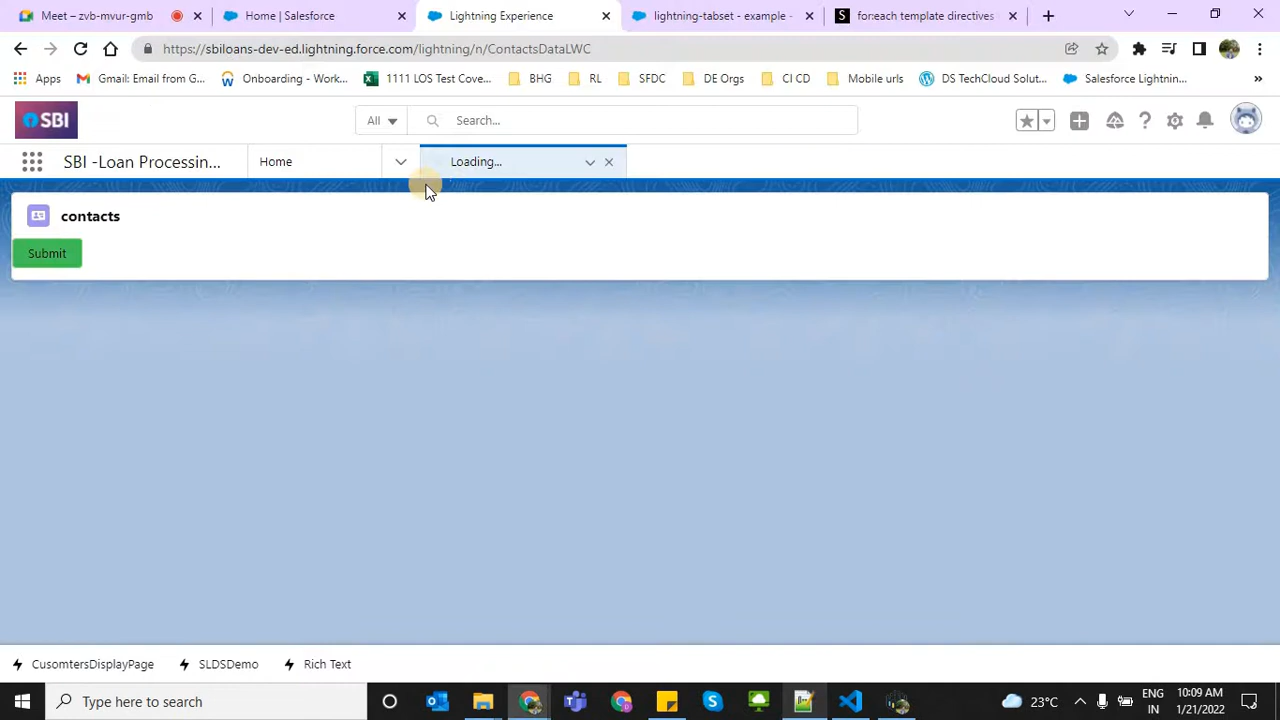 Meet – zvb-mvur-gmb
Home | Salesforce
Lightning Experience
lightning-tabset - example -
S
foreach template directives
https://sbiloans-dev-ed.lightning.force.com/lightning/n/ContactsDataLWC
Apps
Gmail: Email from G...
Onboarding - Work...
1111 LOS Test Cove...
BHG
RL
SFDC
DE Orgs
CI CD
Mobile urls
DS TechCloud Solut...
Salesforce Lightnin...
»
SBI
All
Search...
SBI -Loan Processin...
Home
Loading...
contacts
Submit
CusomtersDisplayPage
SLDSDemo
Rich Text
Type here to search
23°C
ENG
IN
10:09 AM
1/21/2022